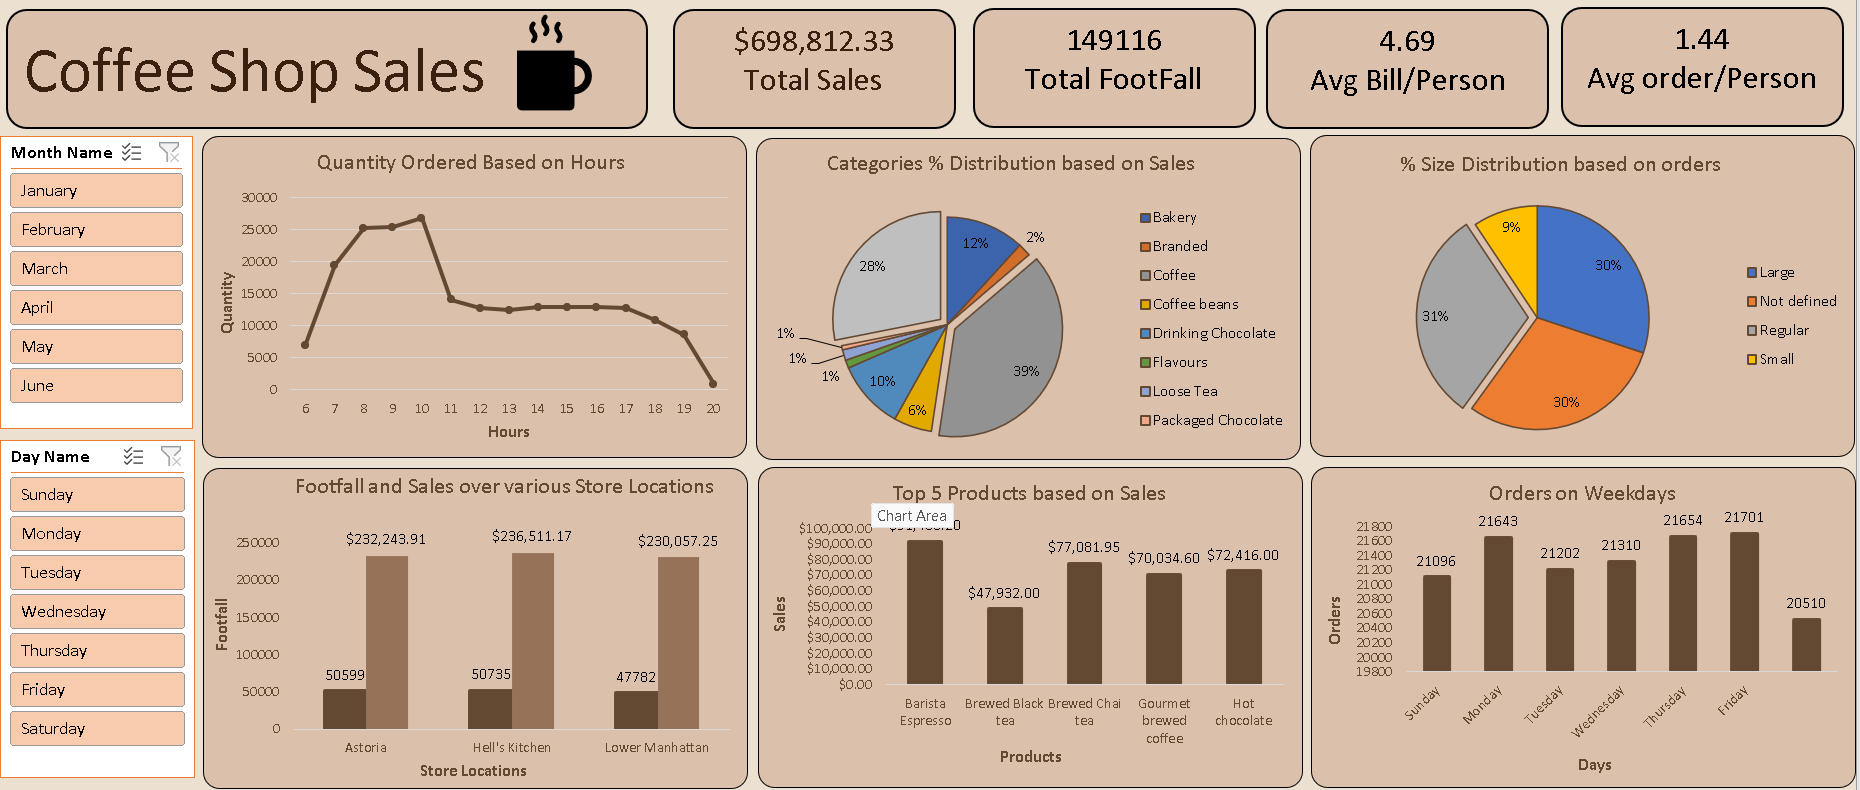 Coffee Shop Sales
$698,812.33
Total Sales
149116
Total FootFall
4.69
Avg Bill/Person
1.44
Avg order/Person
Month Name
January
February
March
April
May
June
Day Name
Sunday
Monday
Tuesday
Wednesday
Thursday
Friday
Saturday
Quantity Ordered Based on Hours
30000
25000
20000
15000
10000
5000
0
Quantity
6 7 8 9 10 11 12 13 14 15 16 17 18 19 20
Hours
Categories % Distribution based on Sales
12%
2%
28%
39%
1%
1%
1%
10%
6%
Bakery
Branded
Coffee
Coffee beans
Drinking Chocolate
Flavours
Loose Tea
Packaged Chocolate
% Size Distribution based on orders
9%
30%
31%
30%
Large
Not defined
Regular
Small
Footfall and Sales over various Store Locations
250000
200000
150000
100000
50000
0
Footfall
$232,243.91
$236,511.17
$230,057.25
50599
50735
47782
Astoria
Hell's Kitchen
Lower Manhattan
Store Locations
Top 5 Products based on Sales
Chart Area
$100,000.00
$90,000.00
$80,000.00
$70,000.00
$60,000.00
$50,000.00
$40,000.00
$30,000.00
$20,000.00
$10,000.00
$0.00
Sales
$47,932.00
$77,081.95
$70,034.60
$72,416.00
Barista
Espresso
Brewed Black
tea
Brewed Chai
tea
Gourmet
brewed
coffee
Hot
chocolate
Products
Orders on Weekdays
21800
21600
21400
21200
21000
20800
20600
20400
20200
20000
19800
Orders
21096
21643
21202
21310
21654
21701
20510
Sunday
Monday
Tuesday
Wednesday
Thursday
Friday
Days